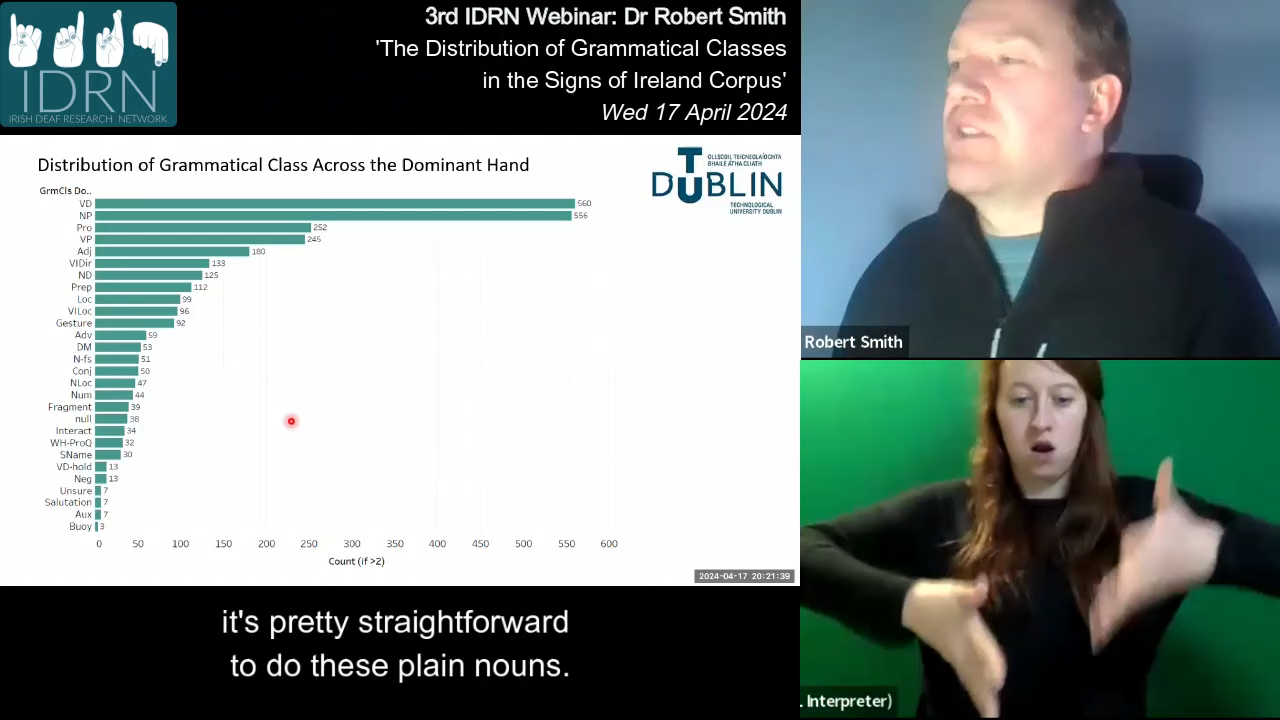 IDRN
IRISH DEAF RESEARCH NETWORK
3rd IDRN Webinar: Dr Robert Smith
'The Distribution of Grammatical Classes
in the Signs of Ireland Corpus'
Wed 17 April 2024
Distribution of Grammatical Class Across the Dominant Hand
TU DUBLIN
OLLSCOIL TEICNEOLAÍOCHTA
BHAILE ÁTHA CLIATH
TECHNOLOGICAL
UNIVERSITY DUBLIN
GrmCls Do..
VD 560
NP 556
Pro 252
VP 245
Adj 180
VIDir 133
ND 125
Prep 112
Loc 99
VILoc 96
Gesture 92
Adv 59
DM 53
N-fs 51
Conj 50
NLoc 47
Num 44
Fragment 39
null 38
Interact 34
WH-ProQ 32
SName 30
VD-hold 13
Neg 13
Unsure 7
Salutation 7
Aux 7
Buoy 3
0 50 100 150 200 250 300 350 400 450 500 550 600
Count (if >2)
2024-04-17 20:21:39
it's pretty straightforward
to do these plain nouns.
Robert Smith
. Interpreter)